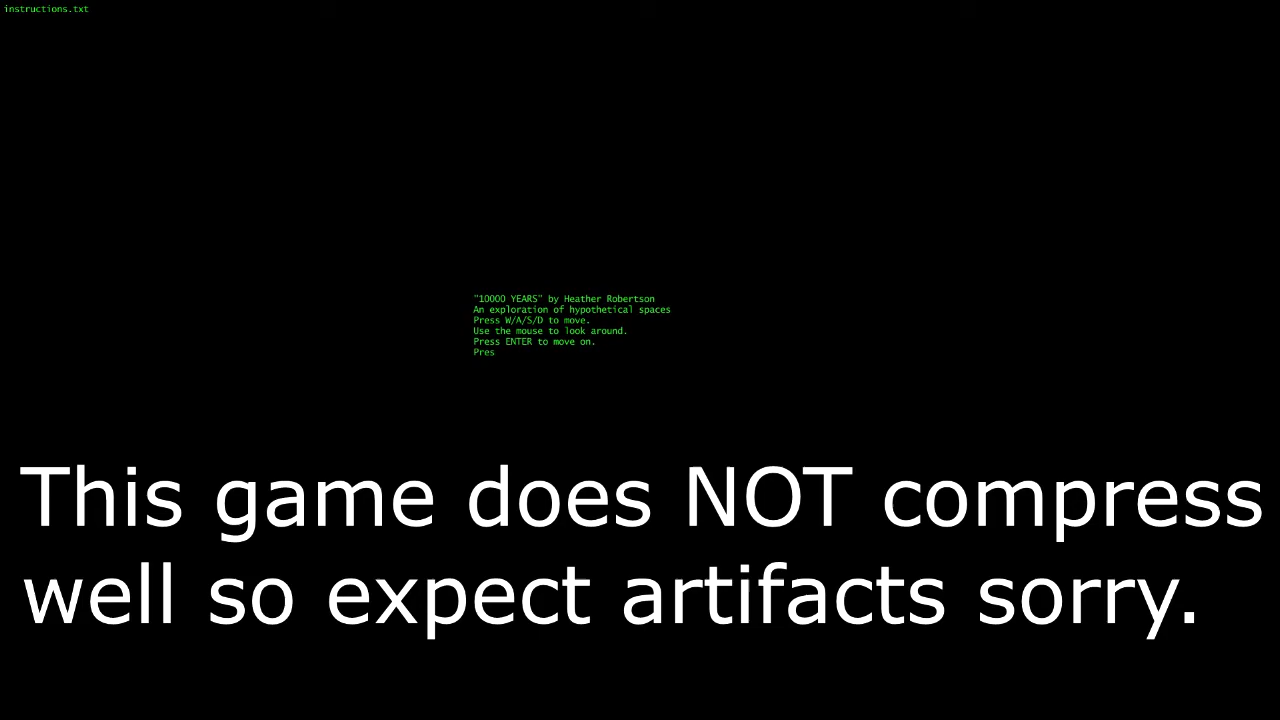 instructions.txt
"10000 YEARS" by Heather Robertson
An exploration of hypothetical spaces
Press W/A/S/D to move.
Use the mouse to look around.
Press ENTER to move on.
Pres
This game does NOT compress
well so expect artifacts sorry.